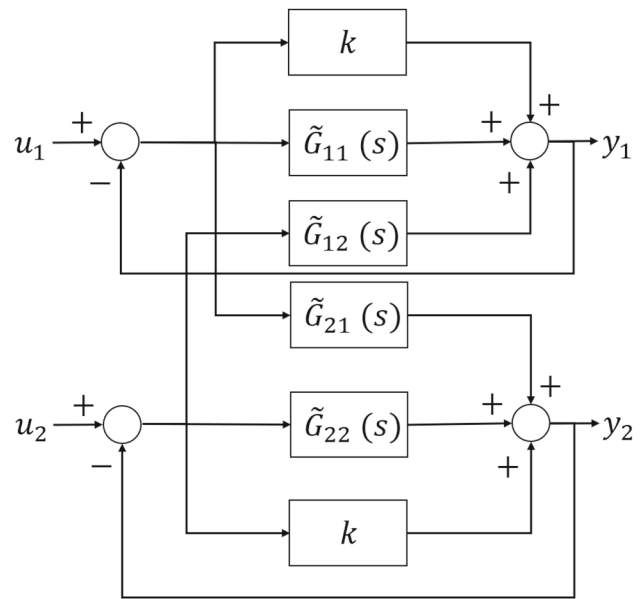 k
+
+
u₁
G̃₁₁ (s)
+
y₁
−
+
G̃₁₂ (s)
G̃₂₁ (s)
+
+
u₂
G̃₂₂ (s)
+
y₂
−
+
k